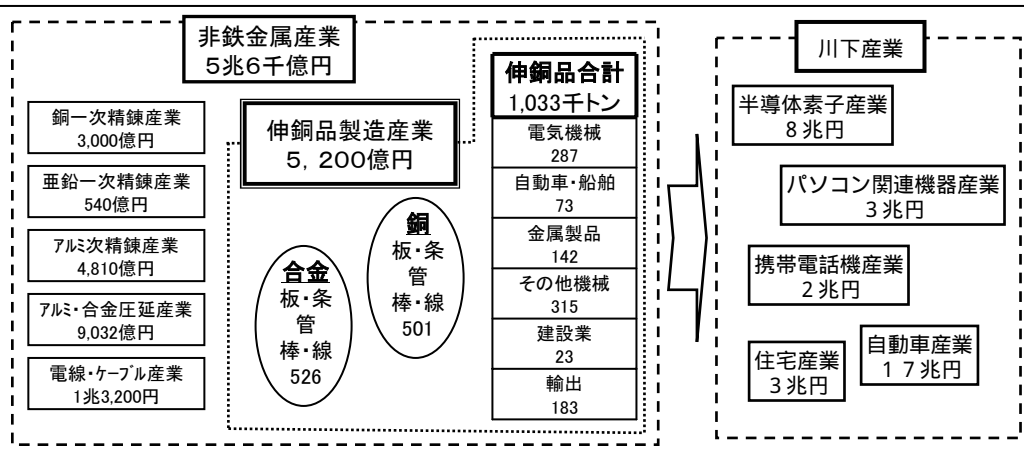 非鉄金属産業
5兆6千億円
銅一次精錬産業
3,000億円
亜鉛一次精錬産業
540億円
アルミ次精錬産業
4,810億円
アルミ・合金圧延産業
9,032億円
電線・ケーブル産業
1兆3,200円
伸銅品製造産業
5,200億円
合金
板・条
管
棒・線
526
銅
板・条
管
棒・線
501
伸銅品合計
1,033千トン
電気機械
287
自動車・船舶
73
金属製品
142
その他機械
315
建設業
23
輸出
183
川下産業
半導体素子産業
8兆円
パソコン関連機器産業
3兆円
携帯電話機産業
2兆円
住宅産業
3兆円
自動車産業
17兆円